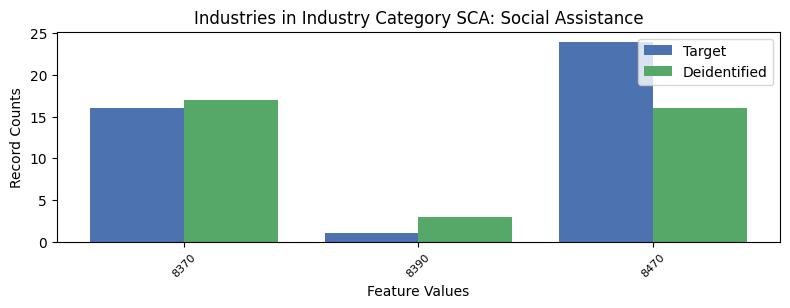 Industries in Industry Category SCA: Social Assistance
Record Counts
25
20
15
10
5
0
Target
Deidentified
8370
8390
8470
Feature Values